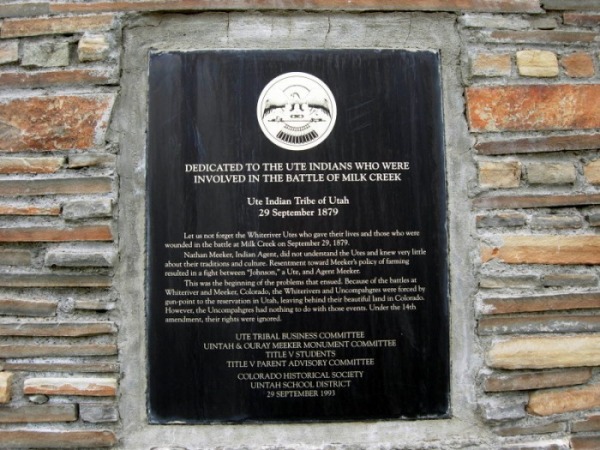 DEDICATED TO THE UTE INDIANS WHO WERE
INVOLVED IN THE BATTLE OF MILK CREEK
Ute Indian Tribe of Utah
29 September 1879
Let us not forget the Whiteriver Utes who gave their lives and those who were
wounded in the battle at Milk Creek on September 29, 1879.
Nathan Meeker, Indian Agent, did not understand the Utes and knew very little
about their traditions and culture. Resentment toward Meeker's policy of farming
resulted in a fight between "Johnson," a Ute, and Agent Meeker.
This was the beginning of the problems that ensued. Because of the battles at
Whiteriver and Meeker, Colorado, the Whiterivers and Uncompahgres were forced by
gun-point to the reservation in Utah, leaving behind their beautiful land in Colorado.
However, the Uncompahgres had nothing to do with those events. Under the 14th
amendment, their rights were ignored.
UTE TRIBAL BUSINESS COMMITTEE
UINTAH & OURAY MEEKER MONUMENT COMMITTEE
TITLE V STUDENTS
TITLE V PARENT ADVISORY COMMITTEE
COLORADO HISTORICAL SOCIETY
UINTAH SCHOOL DISTRICT
29 SEPTEMBER 1993